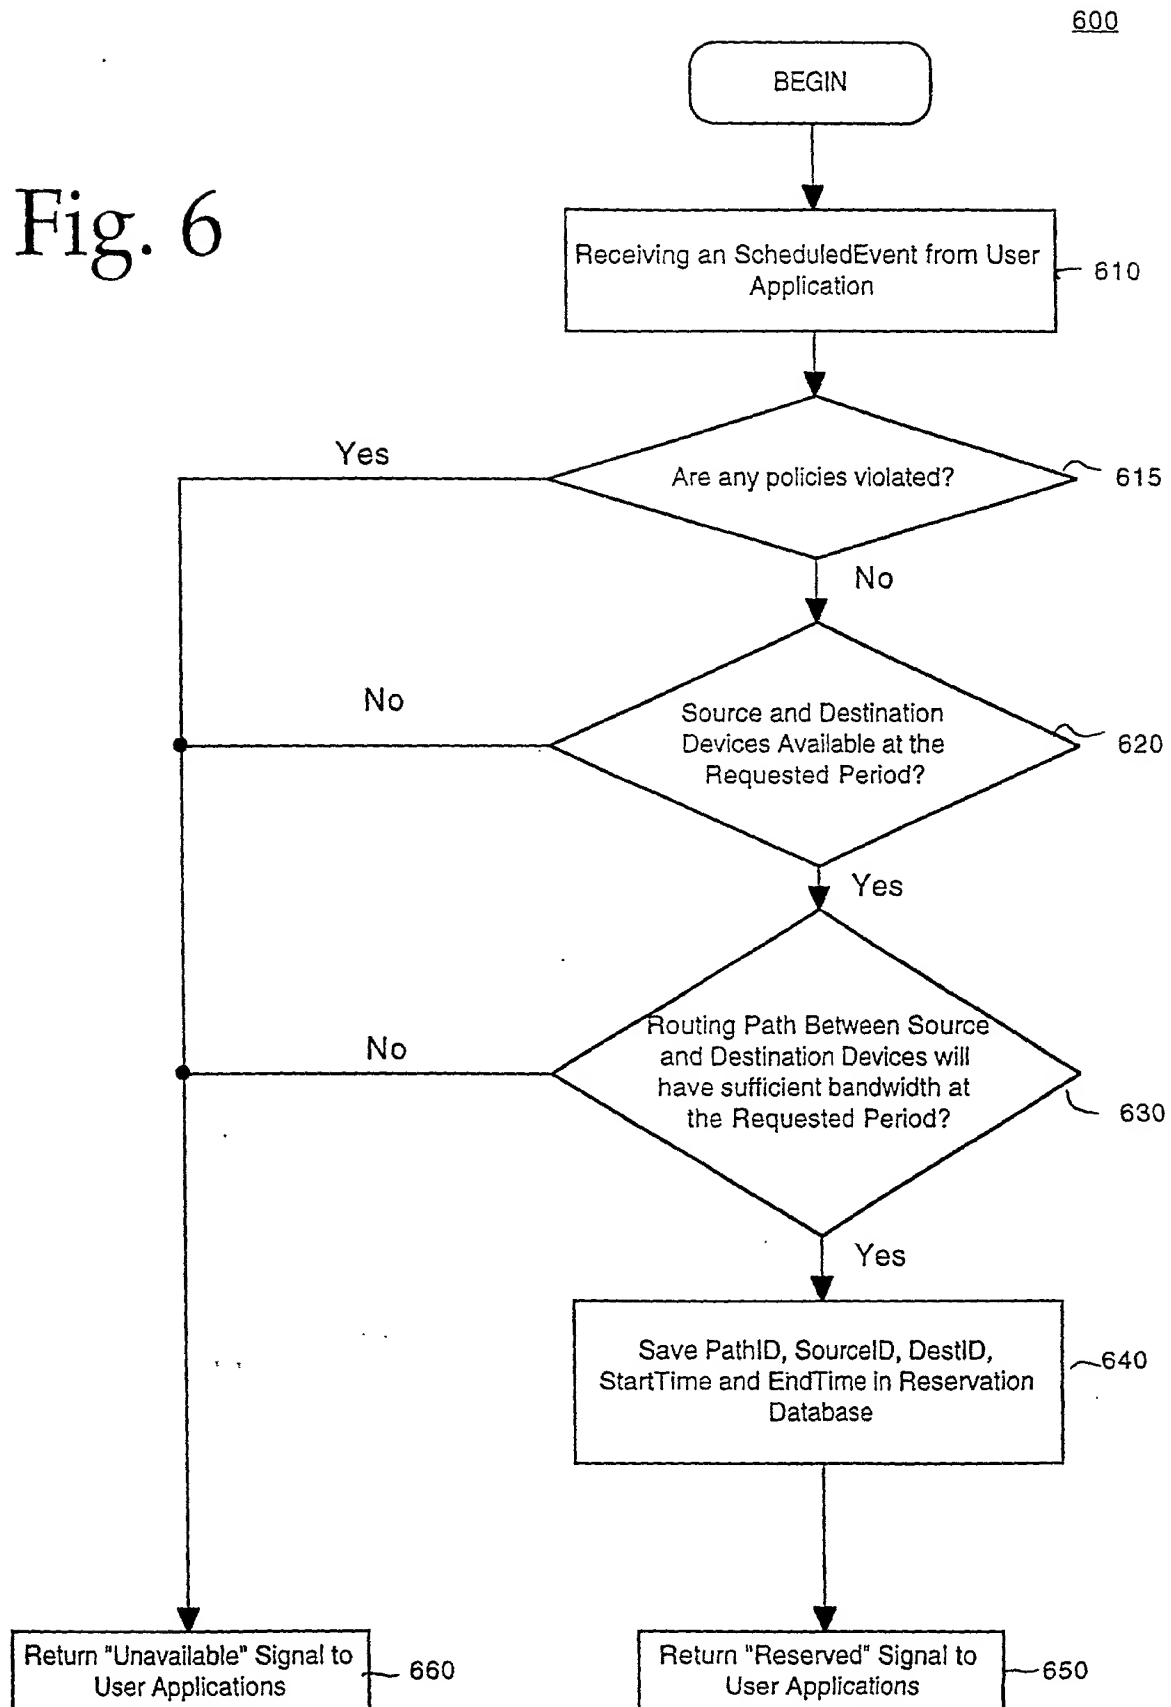 600
BEGIN
Fig. 6
Receiving an ScheduledEvent from User
Application
610
Yes
Are any policies violated?
615
No
No
Source and Destination
Devices Available at the
Requested Period?
620
Yes
No
Routing Path Between Source
and Destination Devices will
have sufficient bandwidth at
the Requested Period?
630
Yes
Save PathID, SourceID, DestID,
StartTime and EndTime in Reservation
Database
640
Return "Unavailable" Signal to
User Applications
660
Return "Reserved" Signal to
User Applications
650